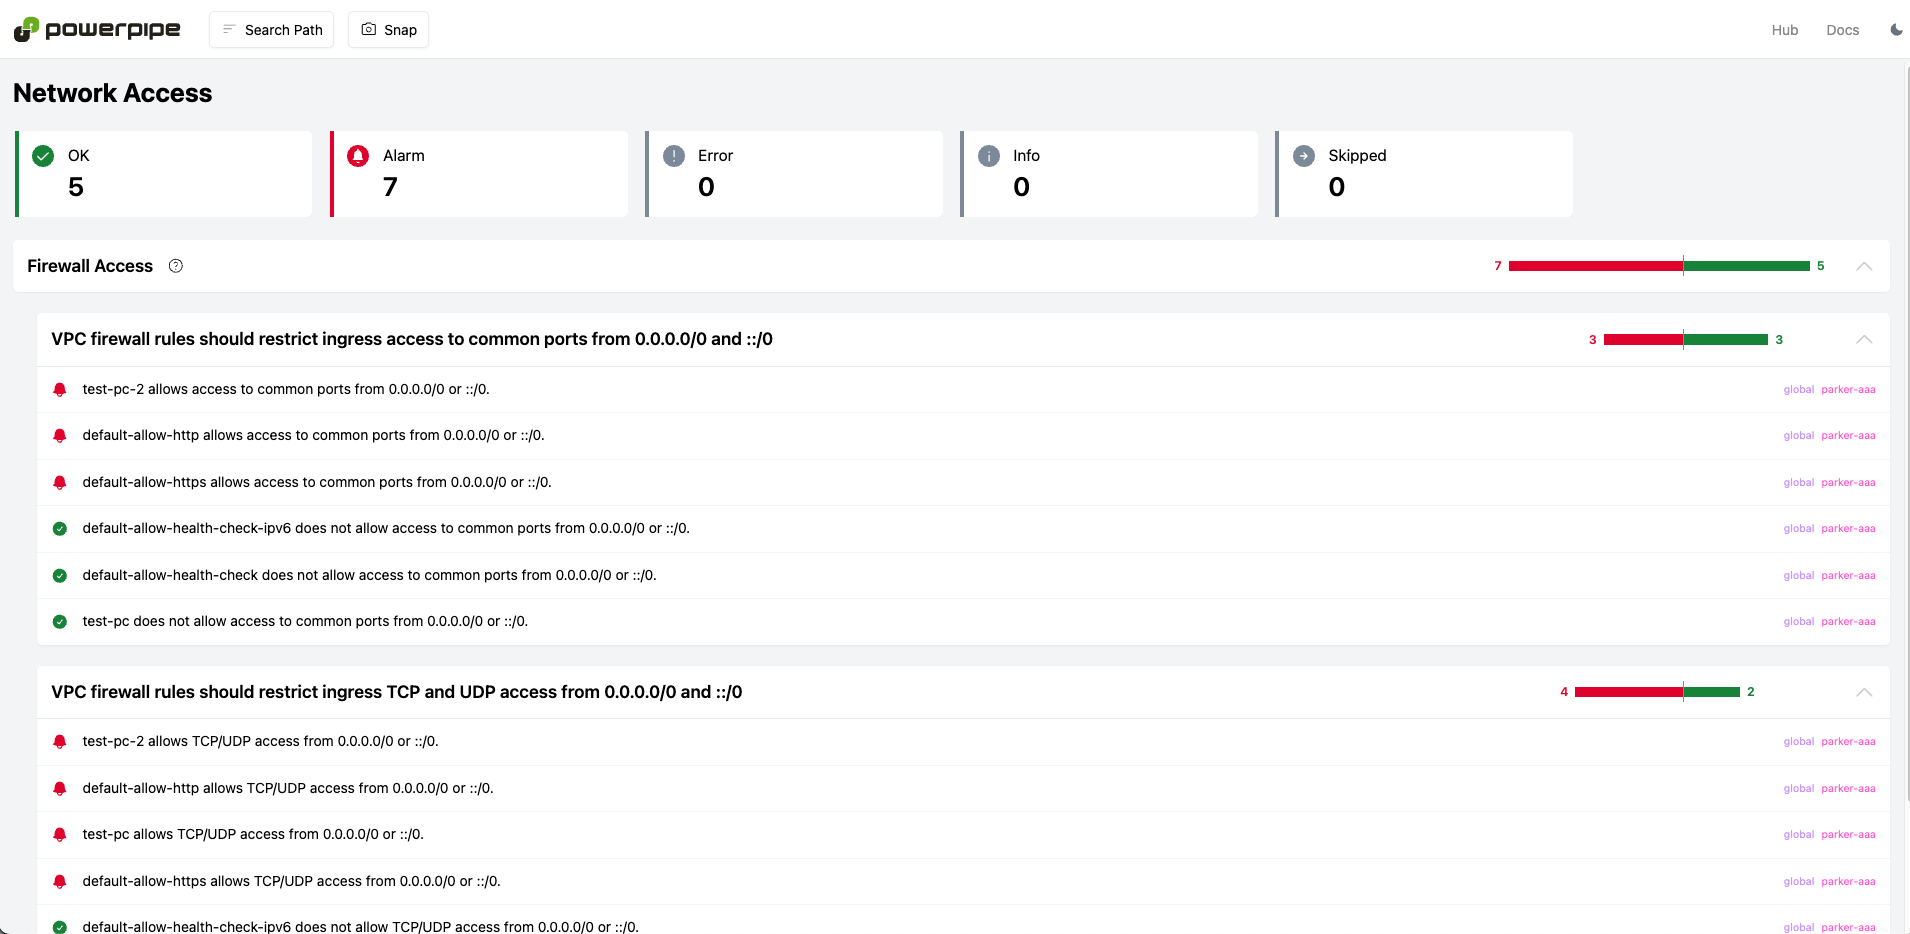 powerpipe Search Path Snap Hub Docs
Network Access
OK Alarm Error Info Skipped
5 7 0 0 0
Firewall Access 7 5
VPC firewall rules should restrict ingress access to common ports from 0.0.0.0/0 and ::/0 3 3
test-pc-2 allows access to common ports from 0.0.0.0/0 or ::/0. global parker-aaa
default-allow-http allows access to common ports from 0.0.0.0/0 or ::/0. global parker-aaa
default-allow-https allows access to common ports from 0.0.0.0/0 or ::/0. global parker-aaa
default-allow-health-check-ipv6 does not allow access to common ports from 0.0.0.0/0 or ::/0. global parker-aaa
default-allow-health-check does not allow access to common ports from 0.0.0.0/0 or ::/0. global parker-aaa
test-pc does not allow access to common ports from 0.0.0.0/0 or ::/0. global parker-aaa
VPC firewall rules should restrict ingress TCP and UDP access from 0.0.0.0/0 and ::/0 4 2
test-pc-2 allows TCP/UDP access from 0.0.0.0/0 or ::/0. global parker-aaa
default-allow-http allows TCP/UDP access from 0.0.0.0/0 or ::/0. global parker-aaa
test-pc allows TCP/UDP access from 0.0.0.0/0 or ::/0. global parker-aaa
default-allow-https allows TCP/UDP access from 0.0.0.0/0 or ::/0. global parker-aaa
default-allow-health-check-ipv6 does not allow TCP/UDP access from 0.0.0.0/0 or ::/0. global parker-aaa